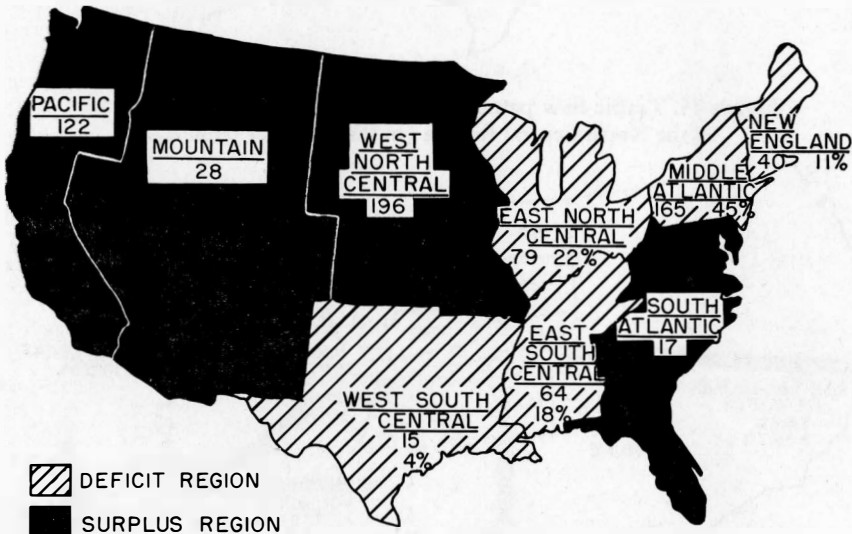 PACIFIC
122
MOUNTAIN
28
WEST
NORTH
CENTRAL
196
NEW
ENGLAND
40 11%
MIDDLE
ATLANTIC
165 45%
EAST NORTH
CENTRAL
79 22%
SOUTH
ATLANTIC
17
EAST
SOUTH
CENTRAL
64
18%
WEST SOUTH
CENTRAL
15
4%
DEFICIT REGION
SURPLUS REGION